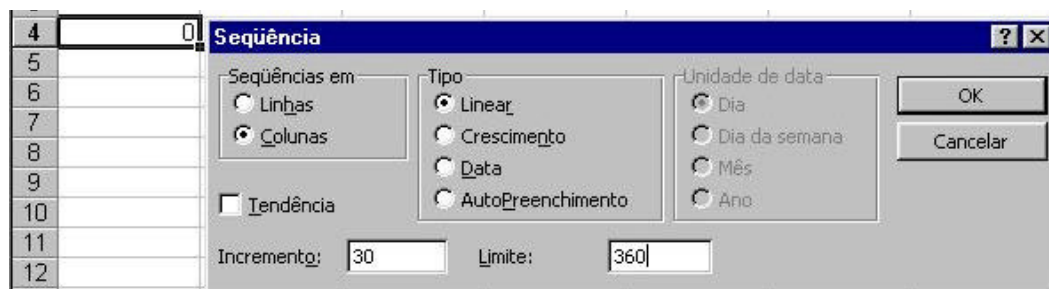 4 0 Seqüência ? ×
5
Seqüências em Tipo Unidade de data
6 Linhas Linear Dia OK
7
Colunas Crescimento Dia da semana Cancelar
8
Data Mês
9
Tendência AutoPreenchimento Ano
10
11
Incremento: 30 Limite: 360
12